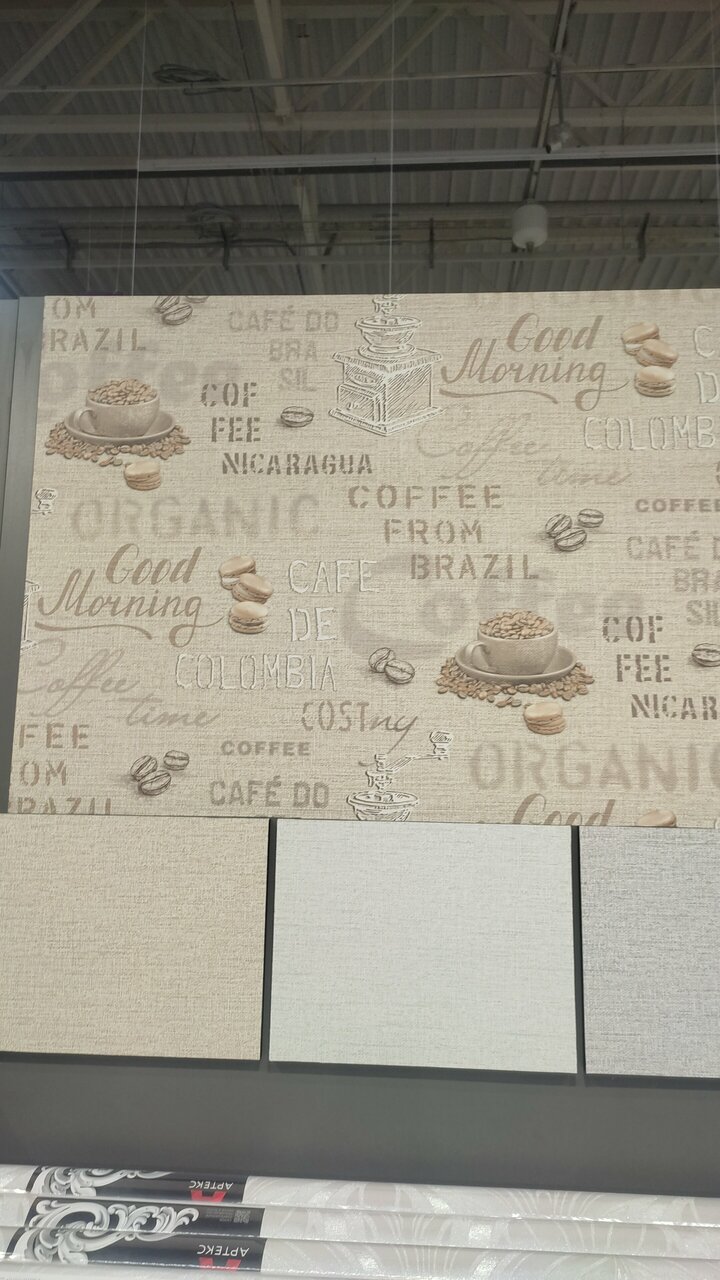 OM
RAZIL
CAFÉ DO
BRA
SIL
Good
Morning
COF
FEE
NICARAGUA
Coffee
time
COLOMB
ORGANIC
COFFEE
FROM
BRAZIL
COFFEE
CAFÉ D
BRA
SIL
Good
Morning
CAFE
DE
COLOMBIA
Coffee
COF
FEE
NICAR
Coffee
time
COSTny
FEE
OM
RAZIL
COFFEE
CAFÉ DO
ORGANIC
Good
АРТЕКС
АРТЕКС